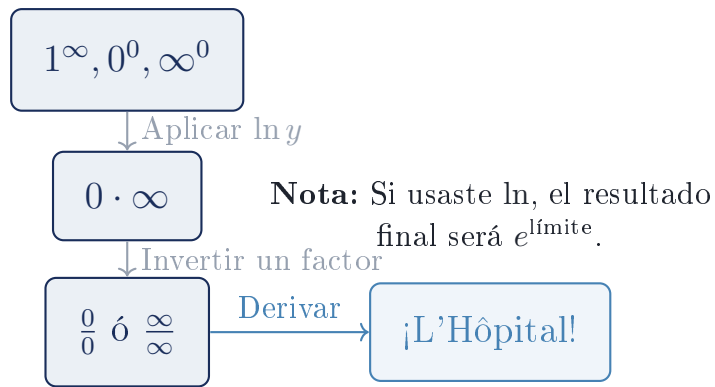 1^∞, 0^0, ∞^0
Aplicar ln y
0 · ∞
Nota: Si usaste ln, el resultado
final será e^límite.
Invertir un factor
0/0 ó ∞/∞
Derivar
¡L'Hôpital!